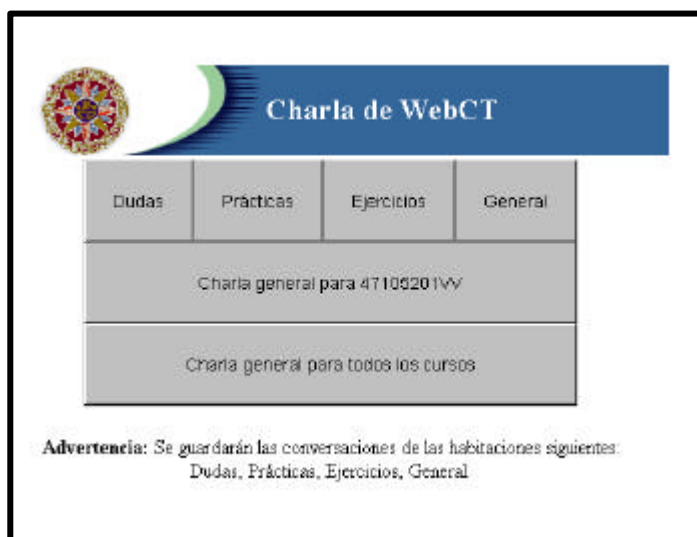 Charla de WebCT
Dudas Prácticas Ejercicios General
Charla general para 47105201VV
Charla general para todos los cursos
Advertencia: Se guardarán las conversaciones de las habitaciones siguientes:
Dudas, Prácticas, Ejercicios, General